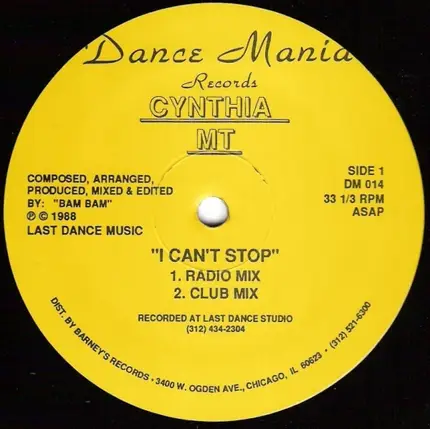 Dance Mania
Records
CYNTHIA
MT
COMPOSED, ARRANGED,
PRODUCED, MIXED & EDITED
BY: "BAM BAM"
℗ © 1988
LAST DANCE MUSIC
SIDE 1
DM 014
33 1/3 RPM
ASAP
"I CAN'T STOP"
1. RADIO MIX
2. CLUB MIX
RECORDED AT LAST DANCE STUDIO
(312) 434-2304
DIST. BY BARNEY'S RECORDS • 3400 W. OGDEN AVE., CHICAGO, IL 60623 • (312) 521-6300